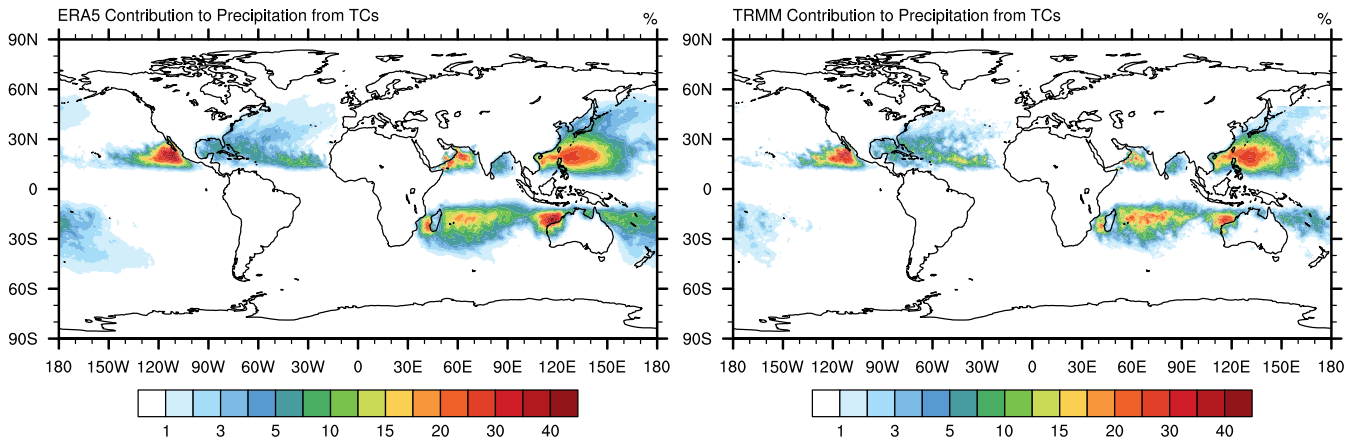 ERA5 Contribution to Precipitation from TCs %
90N
60N
30N
0
30S
60S
90S
180 150W 120W 90W 60W 30W 0 30E 60E 90E 120E 150E 180
1 3 5 10 15 20 30 40
TRMM Contribution to Precipitation from TCs %
90N
60N
30N
0
30S
60S
90S
180 150W 120W 90W 60W 30W 0 30E 60E 90E 120E 150E 180
1 3 5 10 15 20 30 40